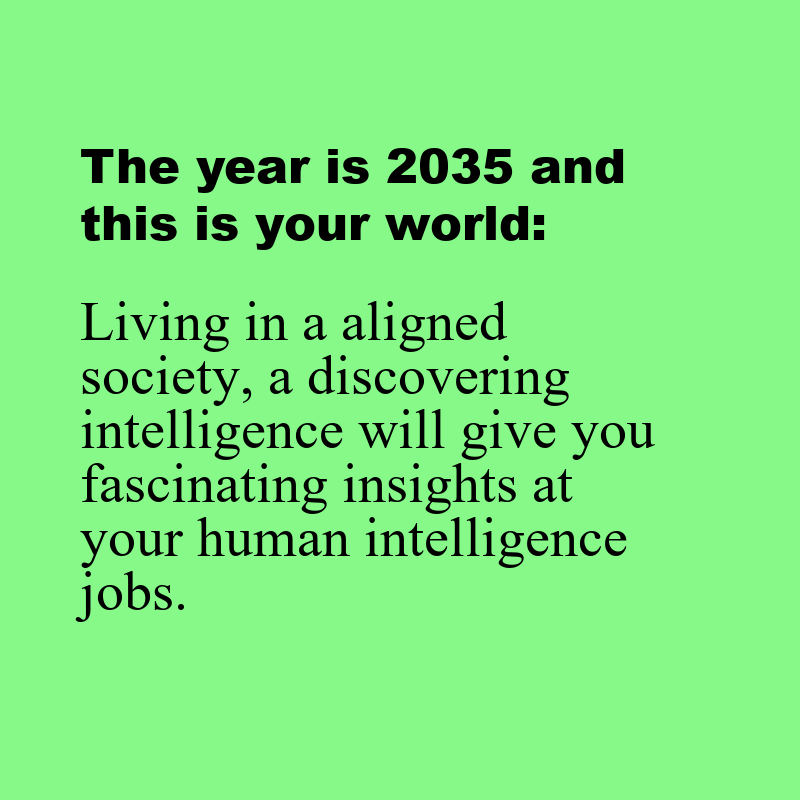 The year is 2035 and
this is your world:
Living in a aligned
society, a discovering
intelligence will give you
fascinating insights at
your human intelligence
jobs.